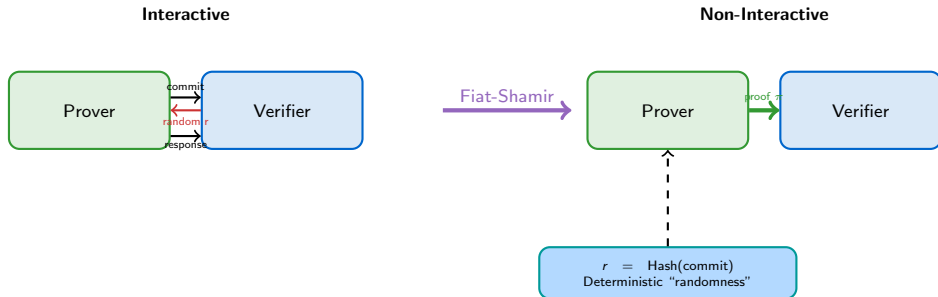 Interactive
Non-Interactive
Prover
commit
random r
response
Verifier
Fiat-Shamir
Prover
proof π
Verifier
r = Hash(commit)
Deterministic “randomness”